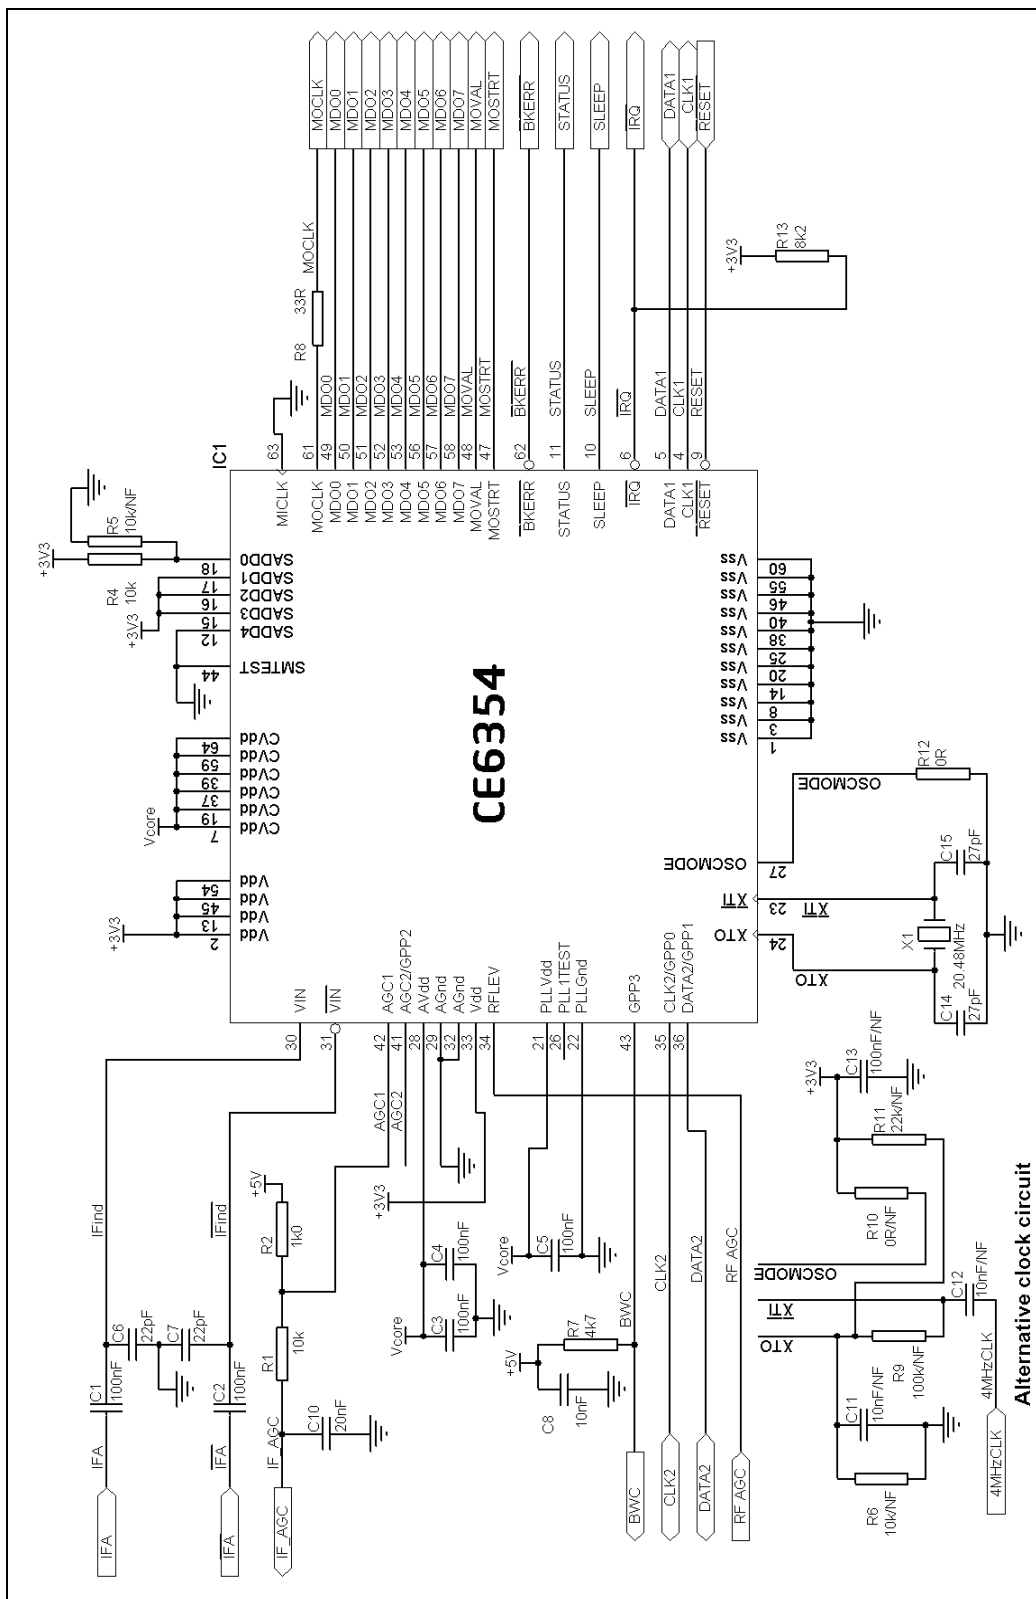 MOCLK
MDO0
MDO1
MDO2
MDO3
MDO4
MDO5
MDO6
MDO7
MOVAL
MOSTRT
BKERR
STATUS
SLEEP
IRQ
DATA1
CLK1
RESET
MOCLK
33R
R8
+3V3
R13
8k2
MDO0
MDO1
MDO2
MDO3
MDO4
MDO5
MDO6
MDO7
MOVAL
MOSTRT
BKERR
STATUS
SLEEP
IRQ
DATA1
CLK1
RESET
IC1
63
61
49
50
51
52
53
56
57
58
48
47
62
11
10
6
5
4
9
MICLK
MOCLK
MDO0
MDO1
MDO2
MDO3
MDO4
MDO5
MDO6
MDO7
MOVAL
MOSTRT
BKERR
STATUS
SLEEP
IRQ
DATA1
CLK1
RESET
+3V3
R5
10k/NF
R4
10k
+3V3
SADD0
18
SADD1
17
SADD2
16
SADD3
15
SADD4
12
SMTEST
44
Vcore
CVdd
64
CVdd
59
CVdd
39
CVdd
37
CVdd
19
CVdd
7
+3V3
Vdd
54
Vdd
45
Vdd
13
Vdd
2
CE6354
Vss
60
Vss
55
Vss
46
Vss
40
Vss
38
Vss
25
Vss
20
Vss
14
Vss
8
Vss
3
Vss
1
OSCMODE
27
XTI
23
XTO
24
OSCMODE
R12
0R
XTI
XTO
X1
20.48MHz
C15
27pF
C14
27pF
VIN
VIN
AGC1
AGC2/GPP2
AVdd
AGnd
AGnd
Vdd
RFLEV
PLLVdd
PLL1TEST
PLLGnd
GPP3
CLK2/GPP0
DATA2/GPP1
30
31
42
41
28
29
32
33
34
21
26
22
43
35
36
IFind
IFind
AGC1
AGC2
+3V3
+5V
R2
1k0
R1
10k
C6
22pF
C7
22pF
C1
100nF
C2
100nF
C10
20nF
IFA
IFA
IF_AGC
IFA
IFA
IF_AGC
Vcore
C4
100nF
C3
100nF
Vcore
C5
100nF
BWC
R7
4k7
+5V
C8
10nF
CLK2
DATA2
RF AGC
BWC
CLK2
DATA2
RF AGC
+3V3
C13
100nF/NF
R11
22k/NF
R10
0R/NF
OSCMODE
XTI
XTO
C12
10nF/NF
R9
100k/NF
C11
10nF/NF
R6
10k/NF
4MHzCLK
4MHzCLK
Alternative clock circuit